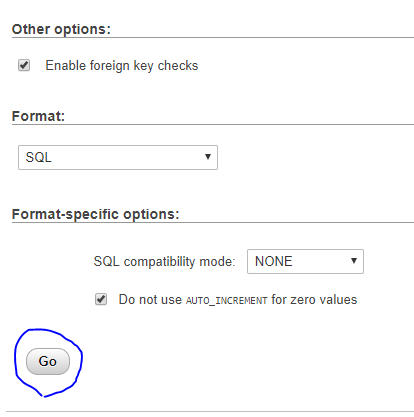 Other options:
Enable foreign key checks
Format:
SQL
Format-specific options:
SQL compatibility mode: NONE
Do not use AUTO_INCREMENT for zero values
Go